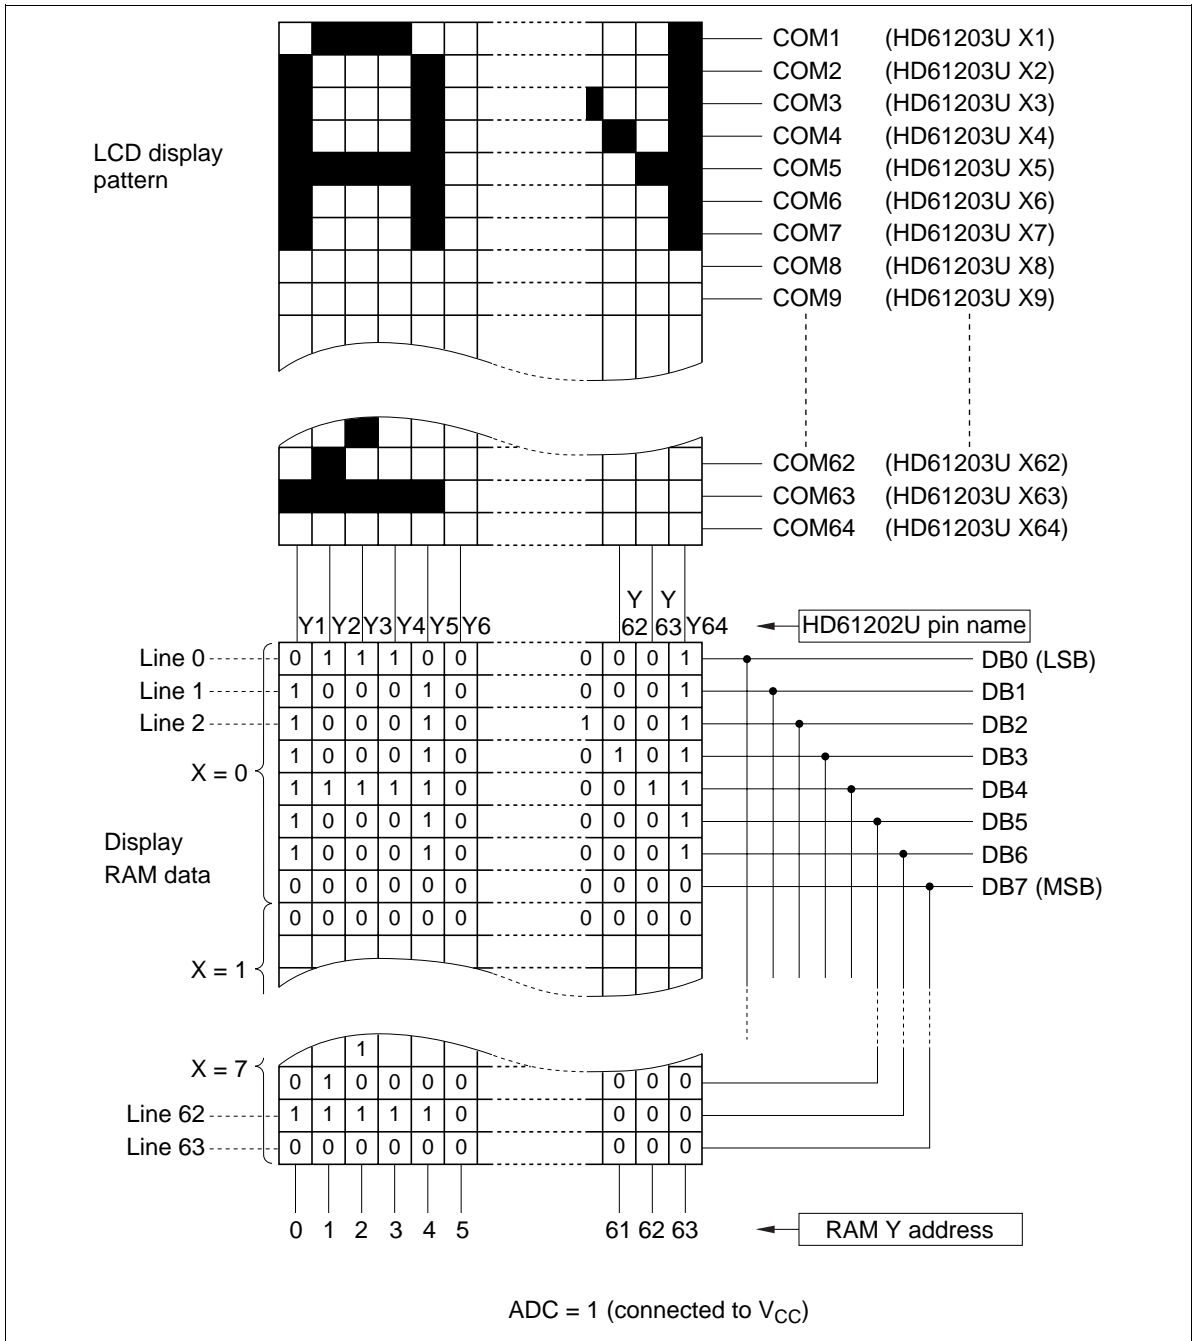 COM1 (HD61203U X1)
COM2 (HD61203U X2)
COM3 (HD61203U X3)
COM4 (HD61203U X4)
LCD display
pattern
COM5 (HD61203U X5)
COM6 (HD61203U X6)
COM7 (HD61203U X7)
COM8 (HD61203U X8)
COM9 (HD61203U X9)
COM62 (HD61203U X62)
COM63 (HD61203U X63)
COM64 (HD61203U X64)
Y1 Y2 Y3 Y4 Y5 Y6 Y 62 Y 63 Y64 HD61202U pin name
Line 0 0 1 1 1 0 0 0 0 0 1 DB0 (LSB)
Line 1 1 0 0 0 1 0 0 0 0 1 DB1
Line 2 1 0 0 0 1 0 1 0 0 1 DB2
1 0 0 0 1 0 0 1 0 1 DB3
X = 0
1 1 1 1 1 0 0 0 1 1 DB4
1 0 0 0 1 0 0 0 0 1 DB5
Display
RAM data
1 0 0 0 1 0 0 0 0 1 DB6
0 0 0 0 0 0 0 0 0 0 DB7 (MSB)
0 0 0 0 0 0 0 0 0 0
X = 1
1
X = 7
0 1 0 0 0 0 0 0 0
Line 62 1 1 1 1 1 0 0 0 0
Line 63 0 0 0 0 0 0 0 0 0
0 1 2 3 4 5 61 62 63 RAM Y address
ADC = 1 (connected to VCC)